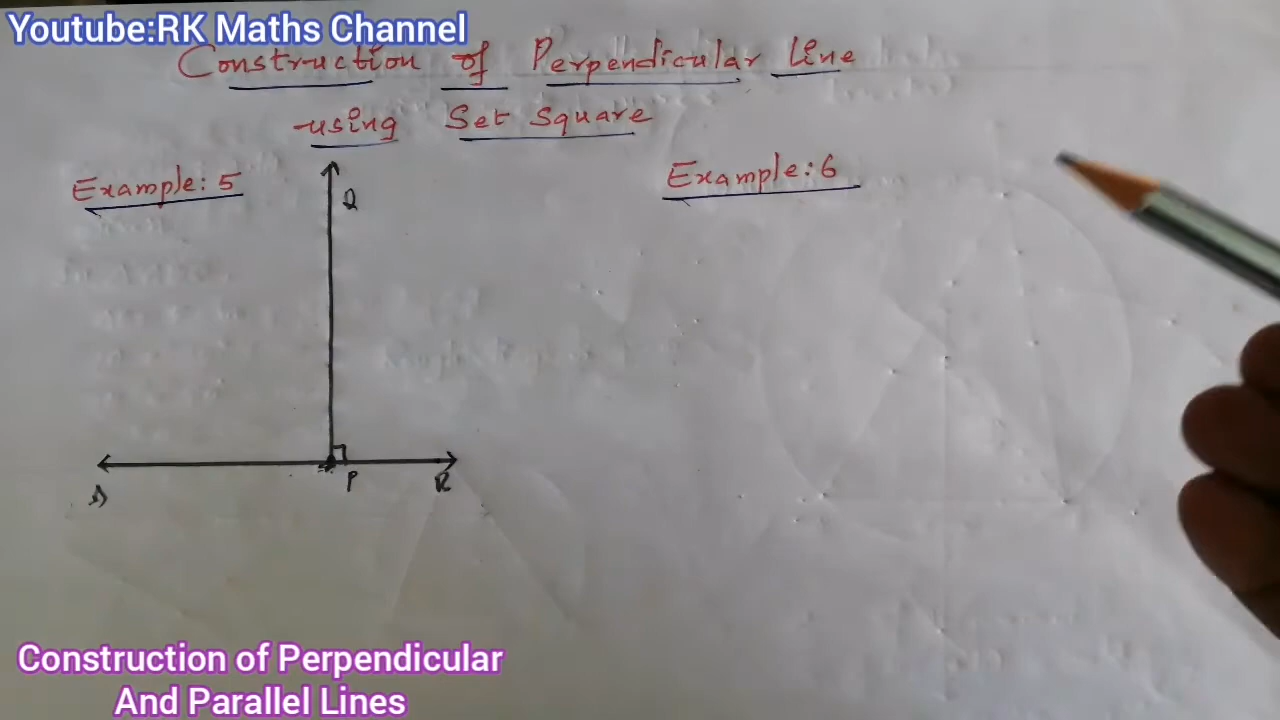 Youtube:RK Maths Channel
Construction of Perpendicular Line
using Set Square
Example: 5
Example: 6
Q
P
R
Construction of Perpendicular
And Parallel Lines